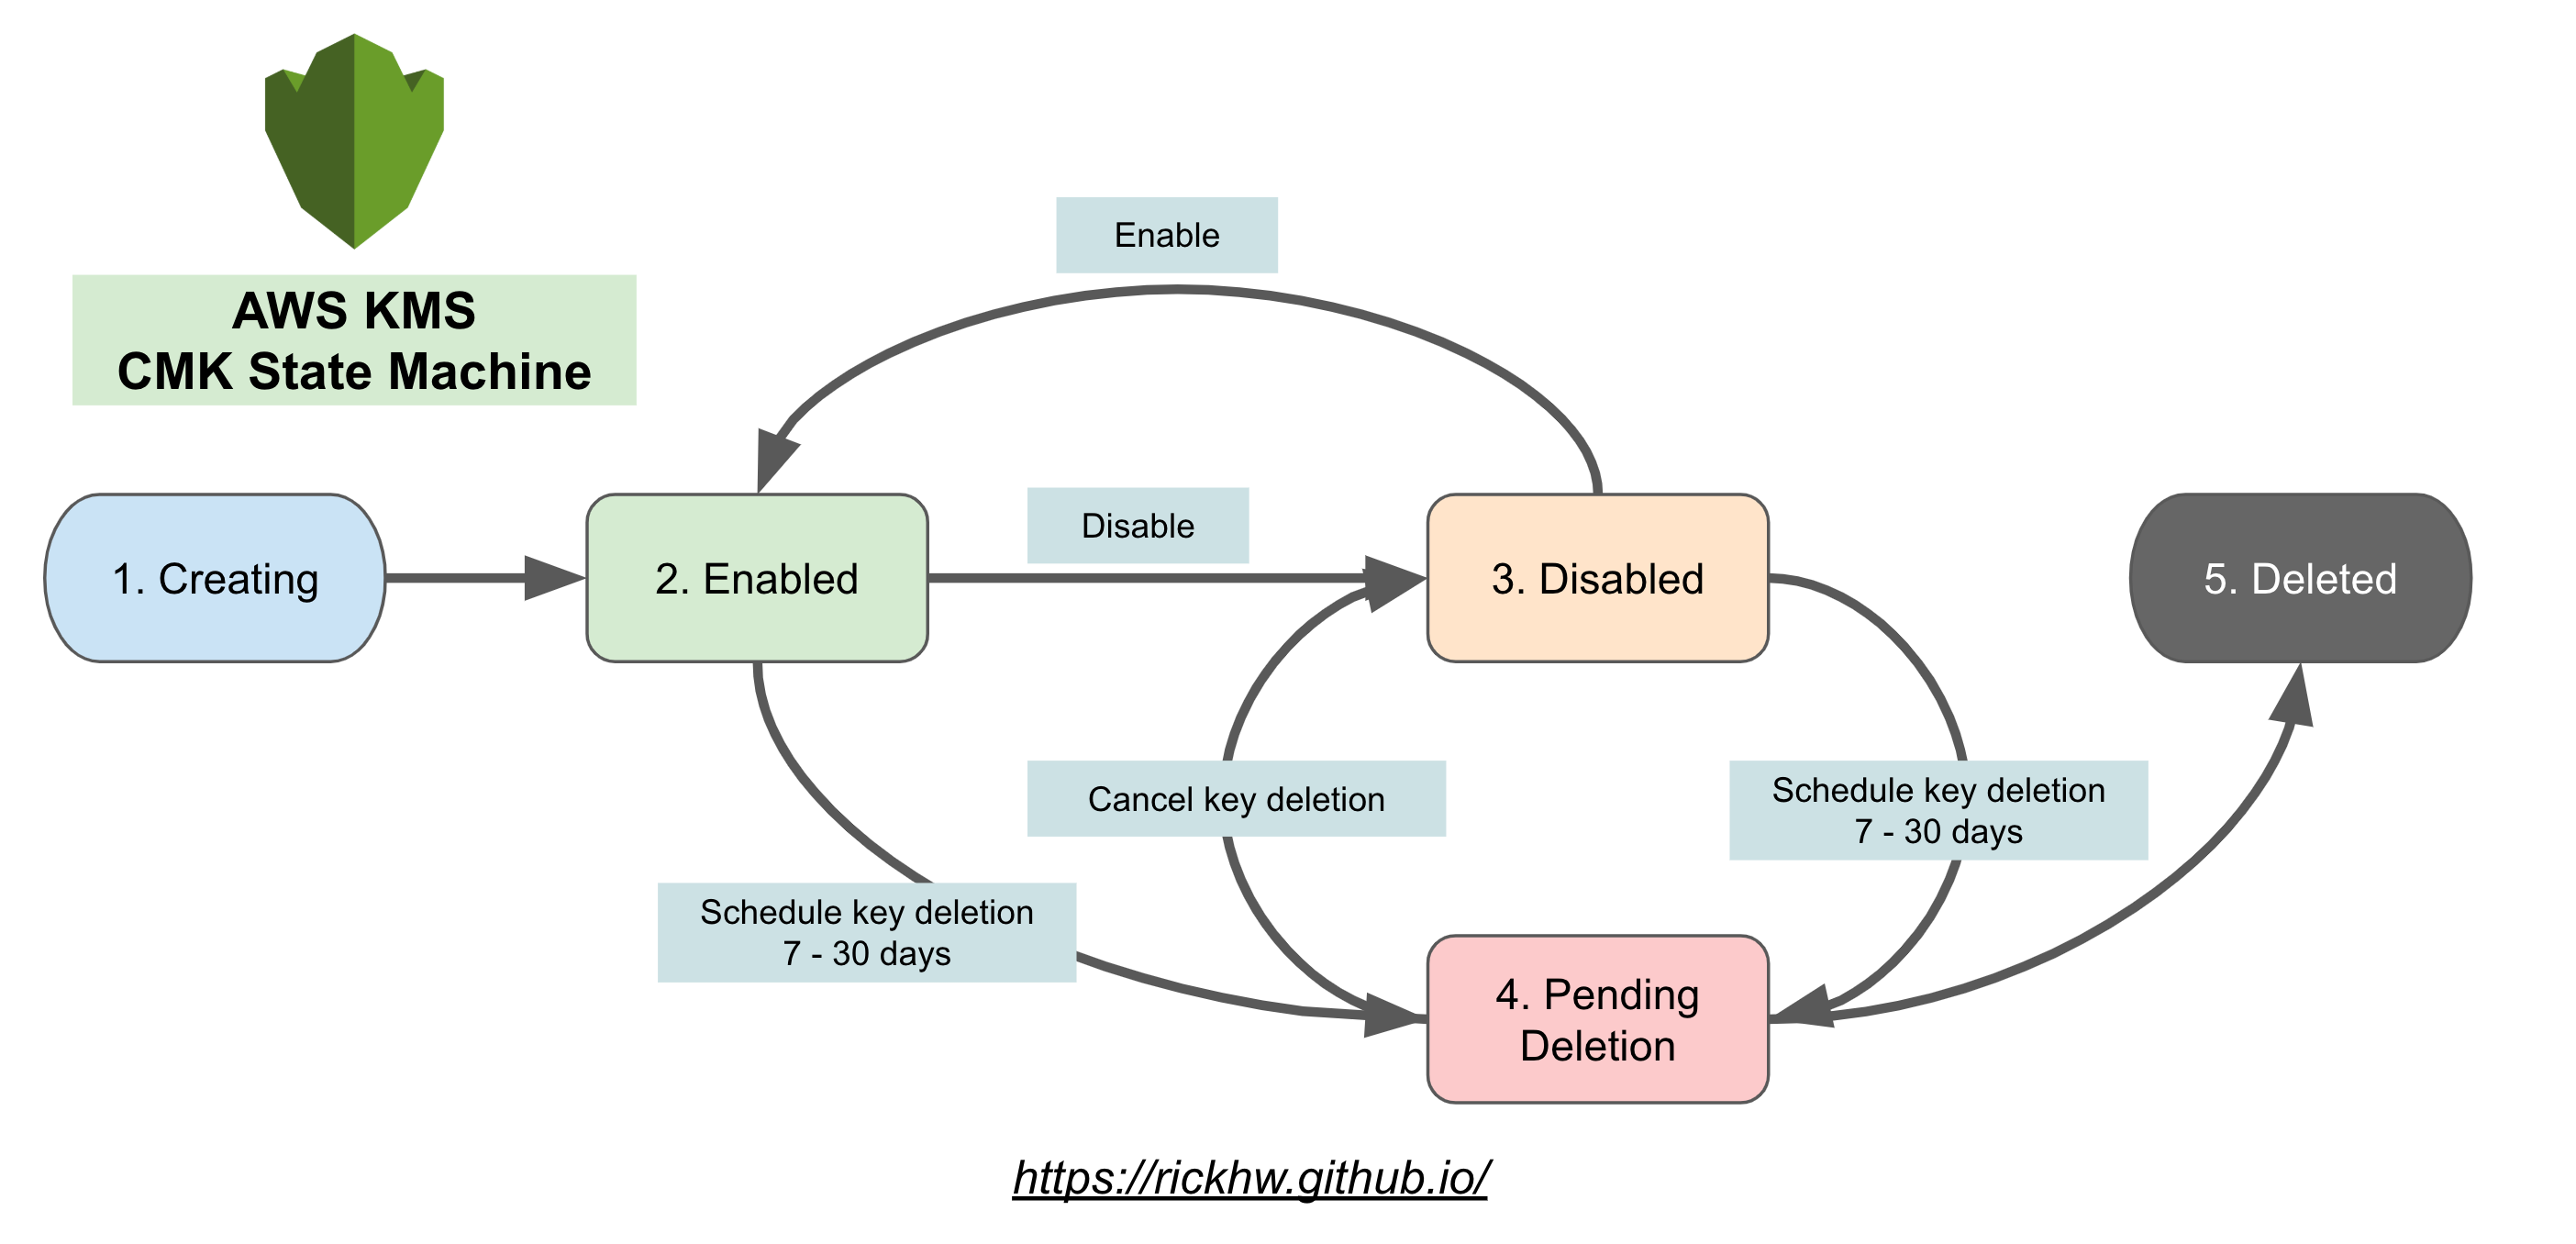 AWS KMS
CMK State Machine
Enable
Disable
1. Creating
2. Enabled
3. Disabled
5. Deleted
Cancel key deletion
Schedule key deletion
7 - 30 days
Schedule key deletion
7 - 30 days
4. Pending
Deletion
https://rickhw.github.io/